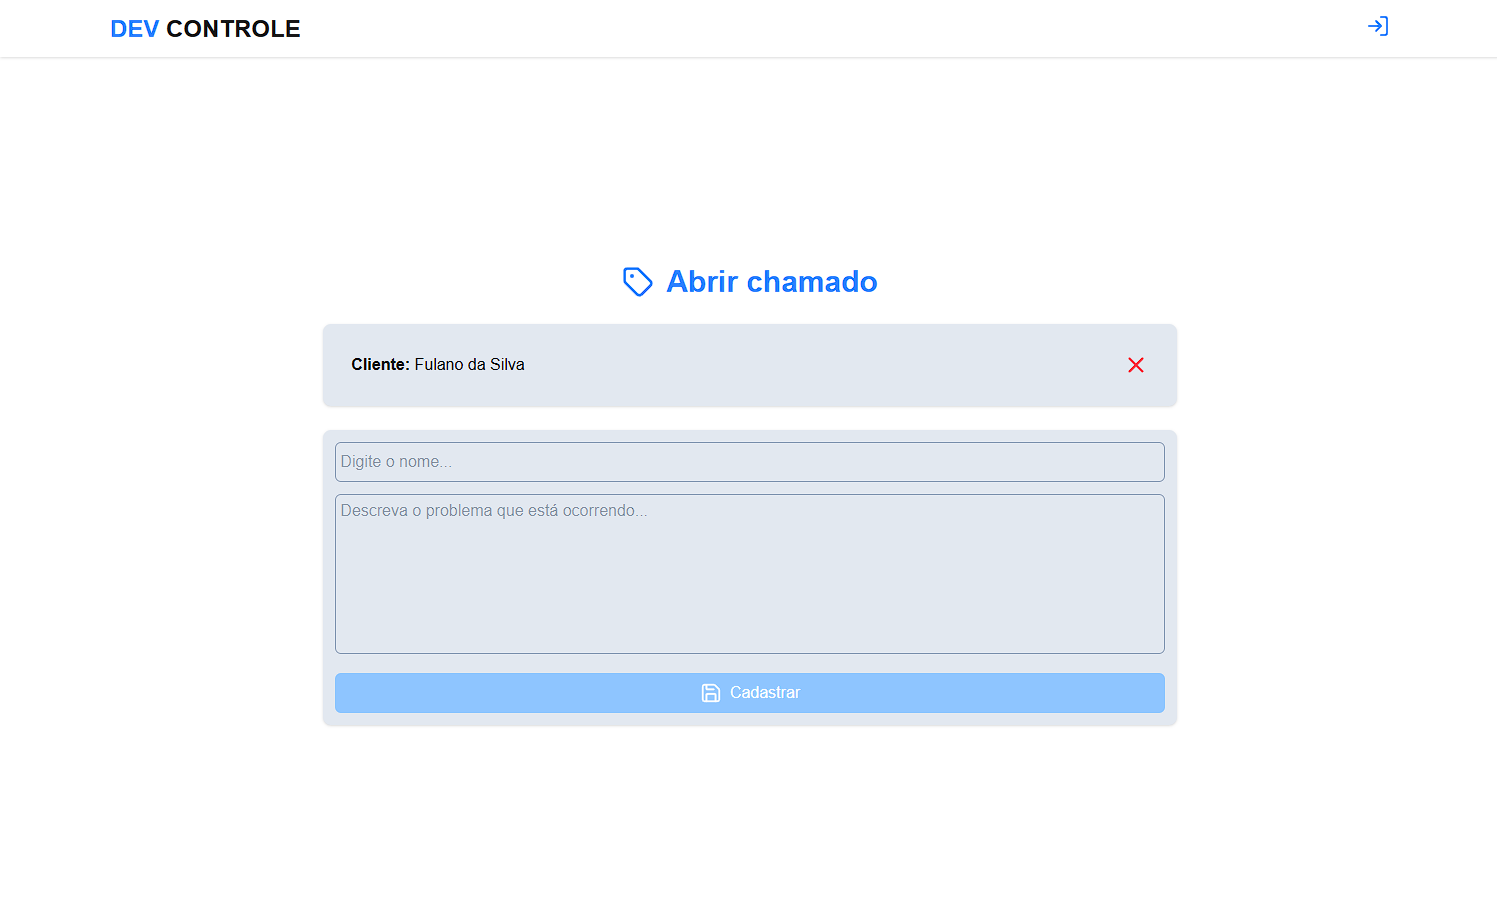 DEV CONTROLE
Abrir chamado
Cliente: Fulano da Silva
Digite o nome...
Descreva o problema que está ocorrendo...
Cadastrar